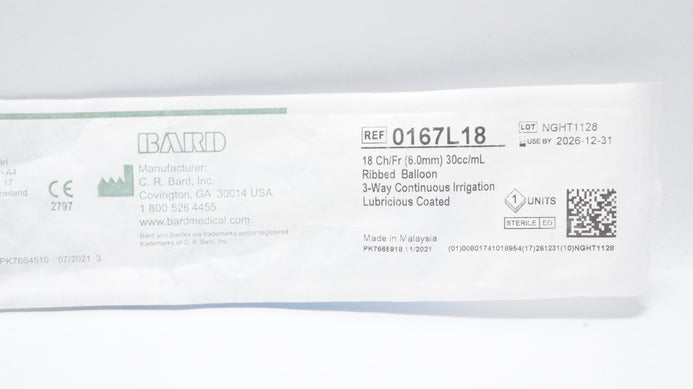 - A4
17
CE
2797
BARD
Manufacturer:
C. R. Bard, Inc.
Covington, GA 30014 USA
1 800 526 4455
www.bardmedical.com
Bard and Bardex are trademarks and/or registered
trademarks of C. R. Bard, Inc.
PK7664510 07/2021 3
REF 0167L18
18 Ch/Fr (6.0mm) 30cc/mL
Ribbed Balloon
3-Way Continuous Irrigation
Lubricious Coated
LOT NGHT1128
USE BY 2026-12-31
1 UNITS
STERILE EO
Made in Malaysia
PK7665918 11/2021
(01)00801741018954(17)261231(10)NGHT1128